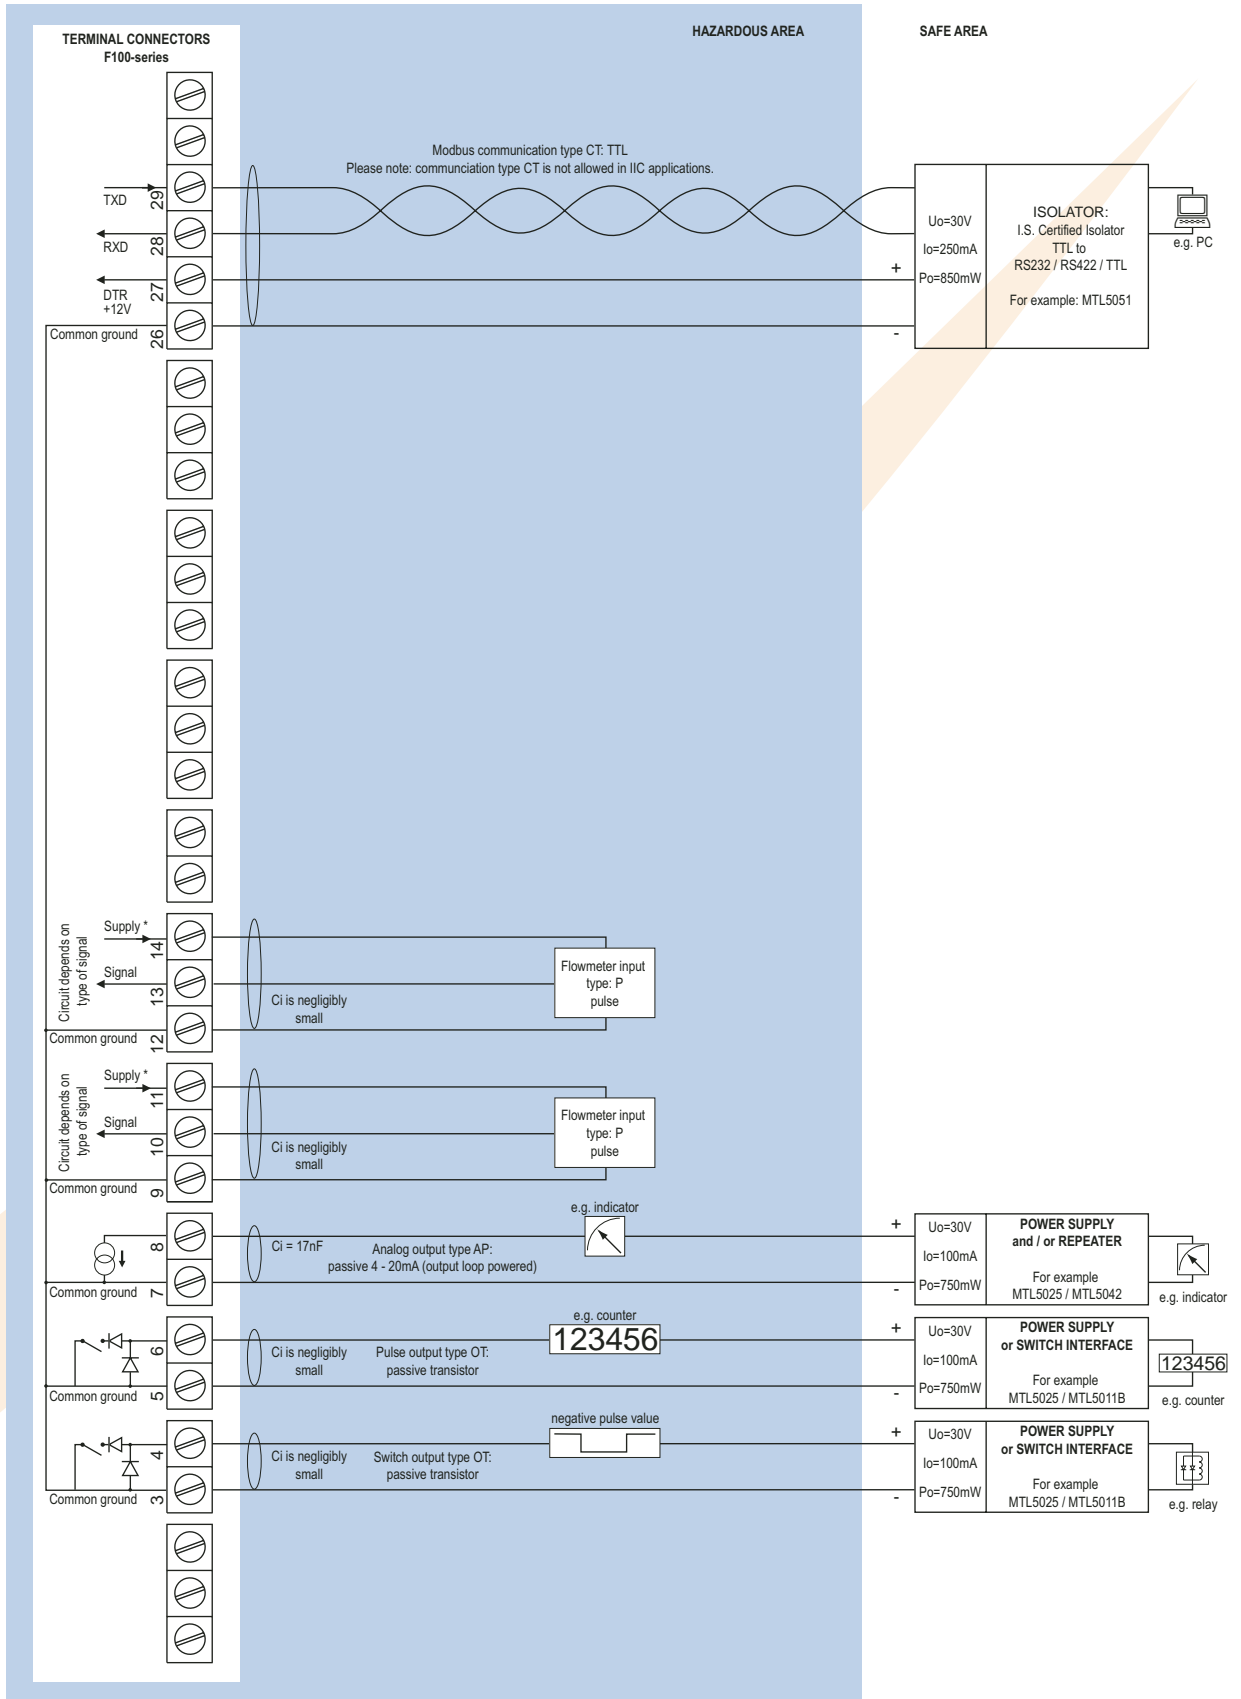 TERMINAL CONNECTORS
F100-series
HAZARDOUS AREA
SAFE AREA
Modbus communication type CT: TTL
Please note: communciation type CT is not allowed in IIC applications.
TXD
29
RXD
28
DTR
+12V
27
Common ground
26
+
-
Uo=30V
Io=250mA
Po=850mW
ISOLATOR:
I.S. Certified Isolator
TTL to
RS232 / RS422 / TTL
For example: MTL5051
e.g. PC
Circuit depends on
type of signal
Supply *
14
Signal
13
Common ground
12
Ci is negligibly
small
Flowmeter input
type: P
pulse
Circuit depends on
type of signal
Supply *
11
Signal
10
Common ground
9
Ci is negligibly
small
Flowmeter input
type: P
pulse
8
Common ground
7
Ci = 17nF
Analog output type AP:
passive 4 - 20mA (output loop powered)
e.g. indicator
+
-
Uo=30V
Io=100mA
Po=750mW
POWER SUPPLY
and / or REPEATER
For example
MTL5025 / MTL5042
e.g. indicator
6
Common ground
5
Ci is negligibly
small
Pulse output type OT:
passive transistor
e.g. counter
123456
+
-
Uo=30V
Io=100mA
Po=750mW
POWER SUPPLY
or SWITCH INTERFACE
For example
MTL5025 / MTL5011B
123456
e.g. counter
4
Common ground
3
Ci is negligibly
small
Switch output type OT:
passive transistor
negative pulse value
+
-
Uo=30V
Io=100mA
Po=750mW
POWER SUPPLY
or SWITCH INTERFACE
For example
MTL5025 / MTL5011B
e.g. relay